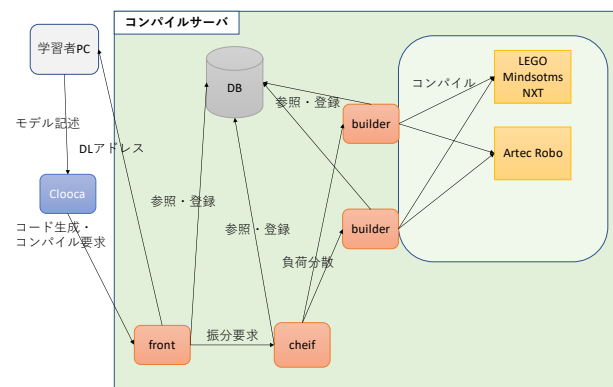 コンパイルサーバ
学習者PC
DB
LEGO
Mindsotms
NXT
コンパイル
参照・登録
builder
モデル記述
DLアドレス
Artec Robo
Clooca
参照・登録
コード生成・
コンパイル要求
参照・登録
builder
負荷分散
振分要求
front
cheif